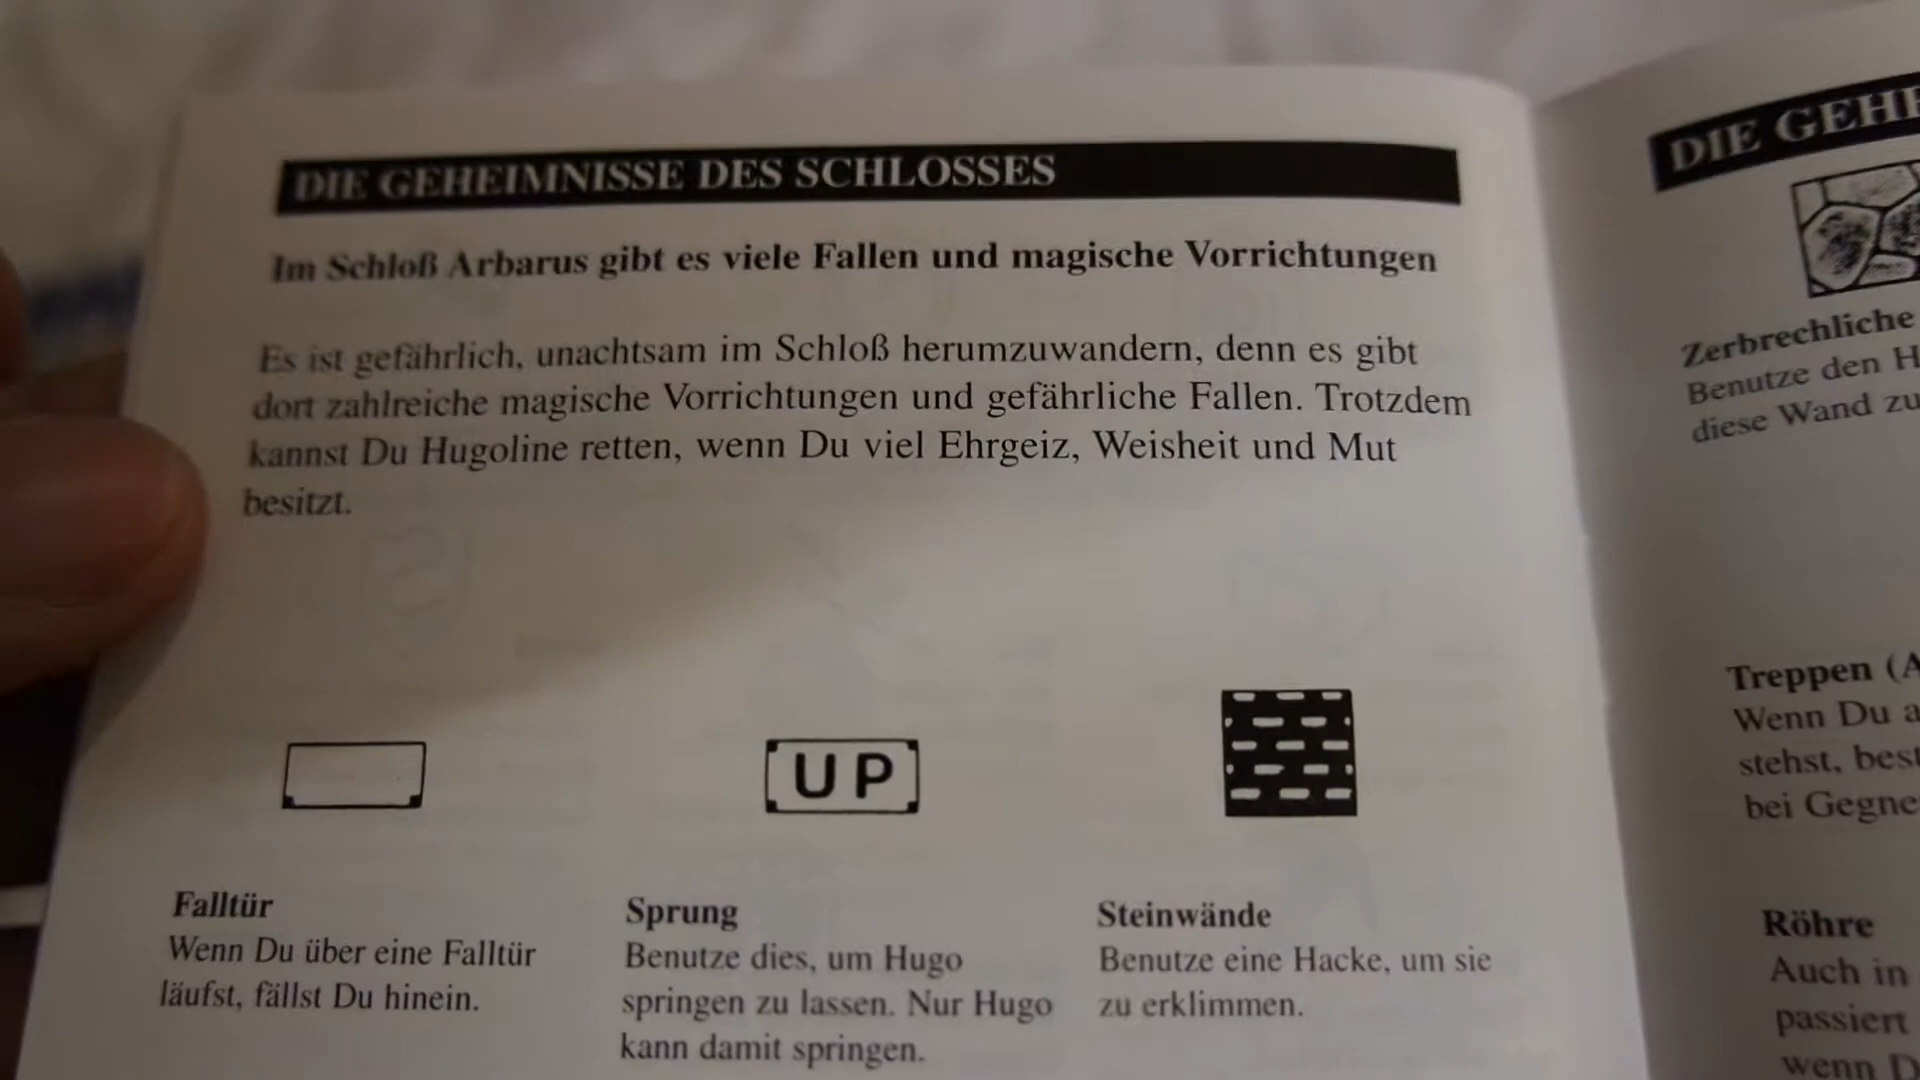 DIE GEHEIMNISSE DES SCHLOSSES
Im Schloß Arbarus gibt es viele Fallen und magische Vorrichtungen
Es ist gefährlich, unachtsam im Schloß herumzuwandern, denn es gibt
dort zahlreiche magische Vorrichtungen und gefährliche Fallen. Trotzdem
kannst Du Hugoline retten, wenn Du viel Ehrgeiz, Weisheit und Mut
besitzt.
UP
Falltür
Wenn Du über eine Falltür
läufst, fällst Du hinein.
Sprung
Benutze dies, um Hugo
springen zu lassen. Nur Hugo
kann damit springen.
Steinwände
Benutze eine Hacke, um sie
zu erklimmen.
DIE
Zerbrechliche
Benutze den
diese Wand zu
Treppen
Wenn Du
stehst,
bei
Röhre
Auch in
passiert
wenn